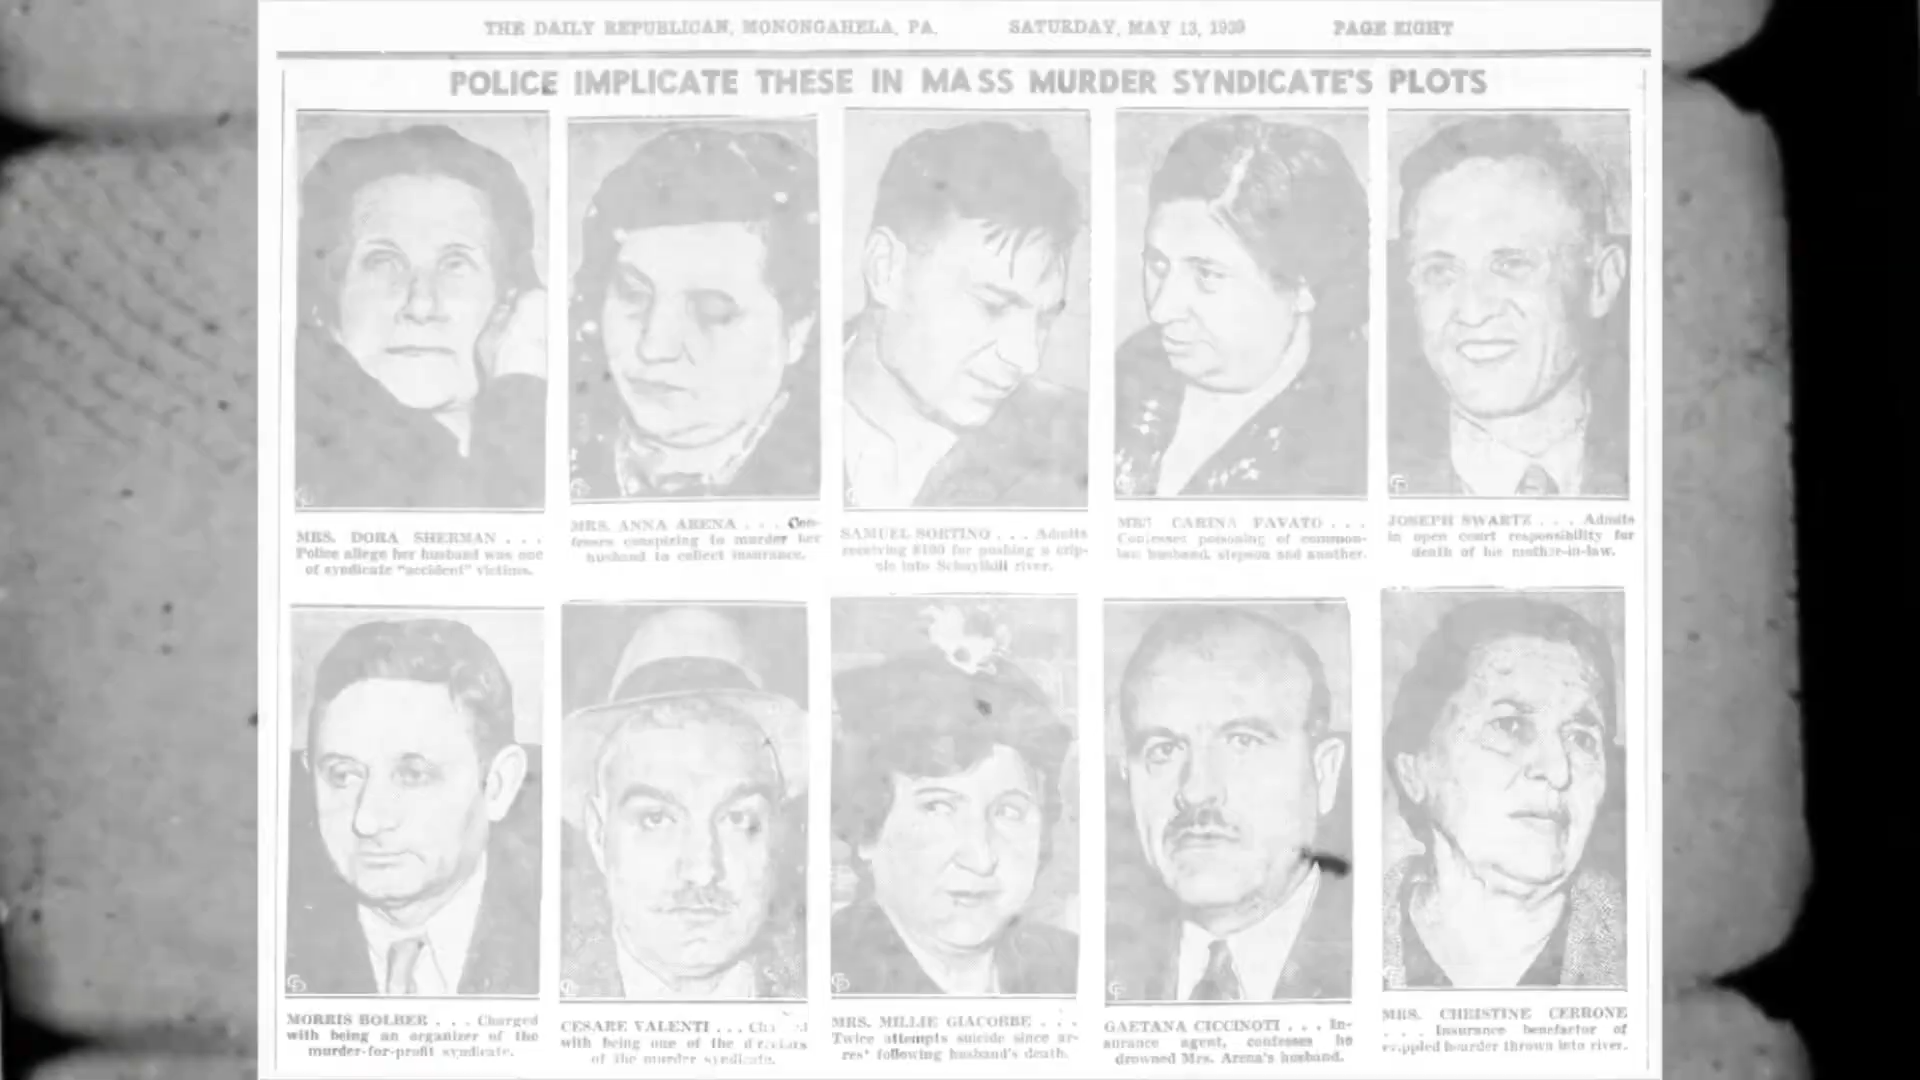 THE DAILY REPUBLICAN, MONONGAHELA, PA. SATURDAY, MAY 13, 1939 PAGE EIGHT
POLICE IMPLICATE THESE IN MASS MURDER SYNDICATE'S PLOTS
MRS. DORA SHERMAN . . .
Police allege her husband was one
of syndicate "accident" victims.
MRS. ANNA ARENA . . . Con-
fesses conspiring to murder her
husband to collect insurance.
SAMUEL SORTINO . . . Admits
receiving $100 for pushing a crip-
ple into Schuylkill river.
CARINA FAVATO . . .
Confesses poisoning of common-
law husband, stepson and another.
JOSEPH SWARTZ . . . Admits
in open court responsibility for
death of his mother-in-law.
MORRIS BOLBER . . . Charged
with being an organizer of the
murder-for-profit syndicate.
CESARE VALENTI . . .
with being one of the directors
of the murder syndicate.
MRS. MILLIE GIACOBBE . . .
Twice attempts suicide since ar-
rest following husband's death.
GAETANA CICCINOTI . . . In-
surance agent, confesses he
drowned Mrs. Arena's husband.
MRS. CHRISTINE CERRONE
. . . Insurance benefactor of
crippled boarder thrown into river.